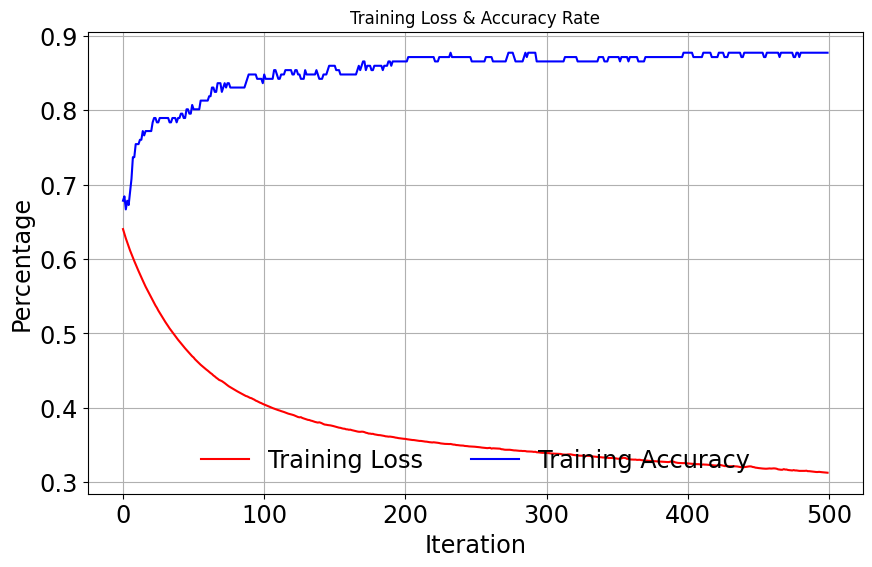 Training Loss & Accuracy Rate
0.9
0.8
0.7
0.6
0.5
0.4
0.3
Percentage
Training Loss Training Accuracy
0 100 200 300 400 500
Iteration